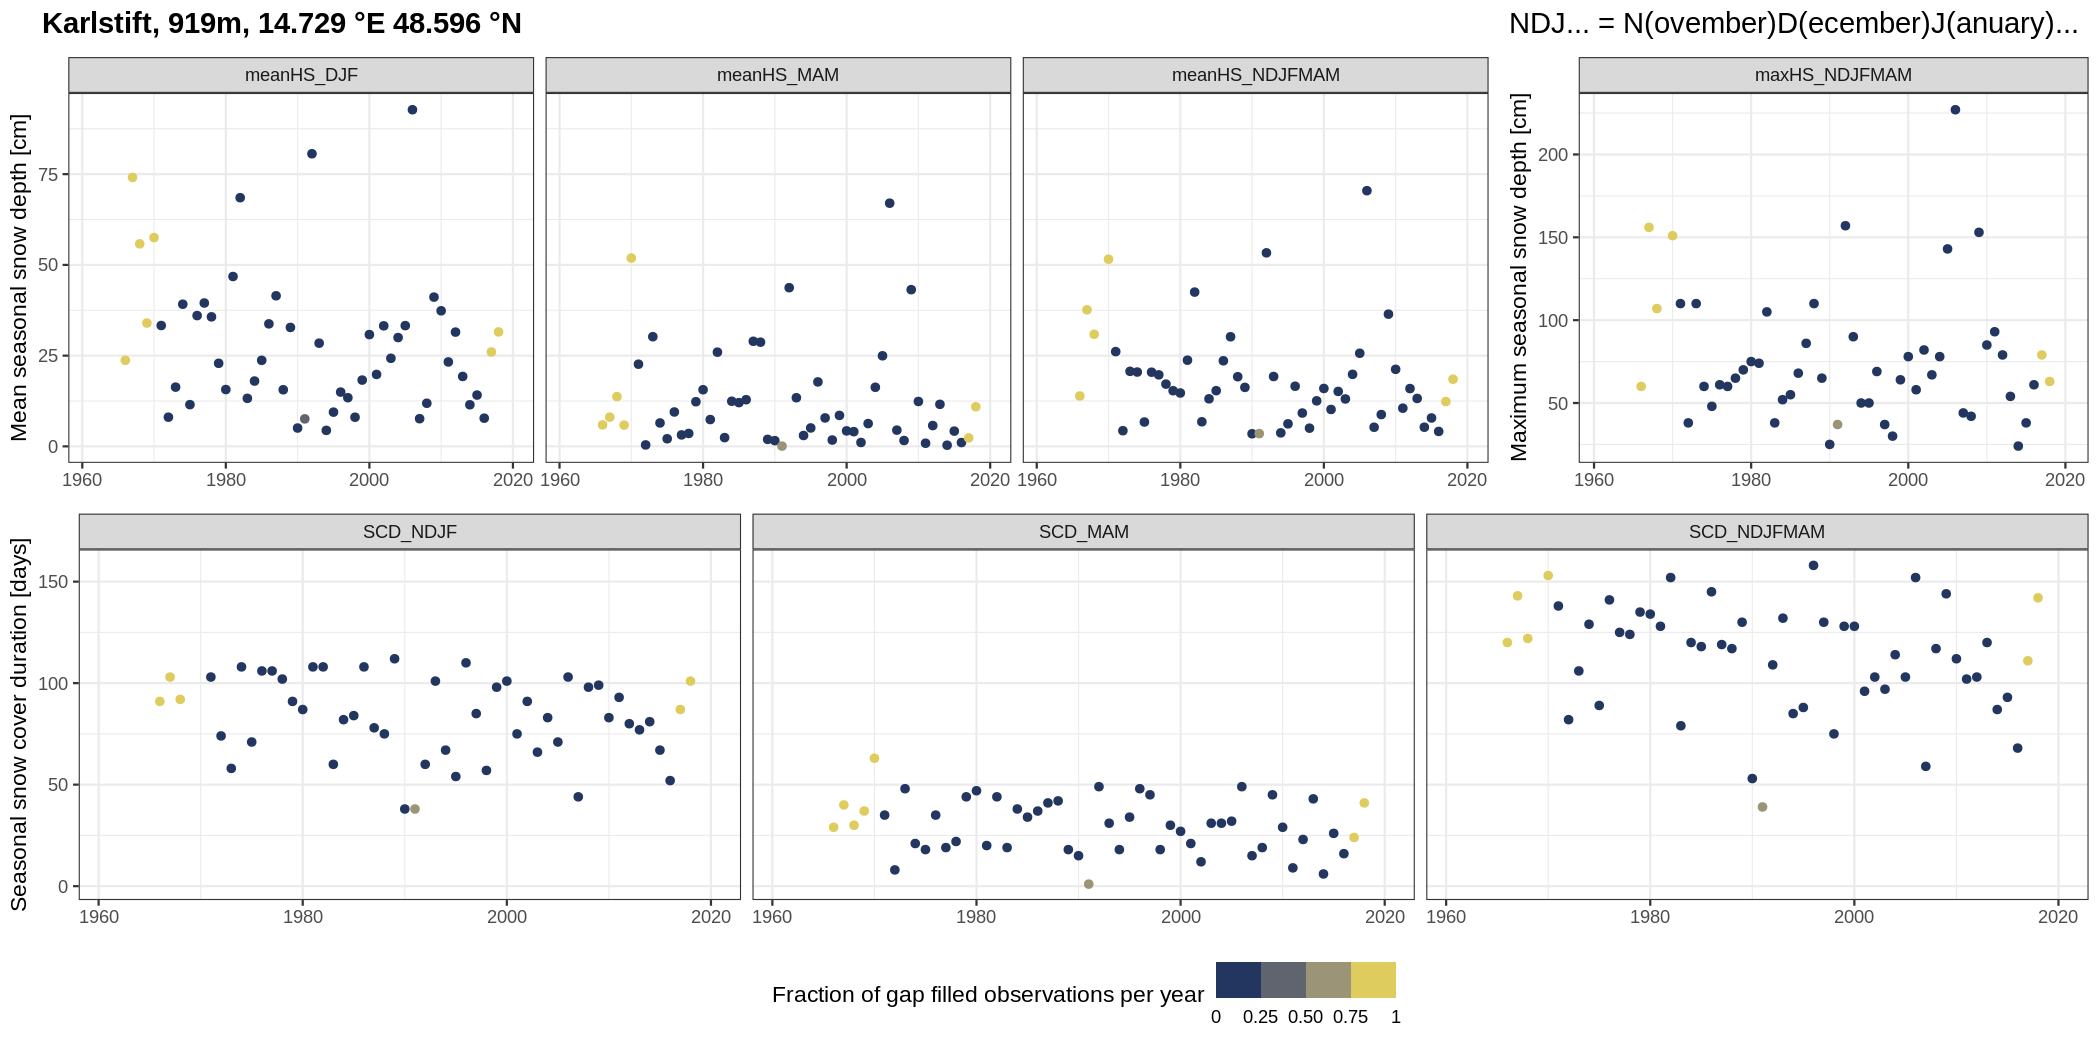 Karlstift, 919m, 14.729 °E 48.596 °N
NDJ... = N(ovember)D(ecember)J(anuary)...
meanHS_DJF
meanHS_MAM
meanHS_NDJFMAM
maxHS_NDJFMAM
Mean seasonal snow depth [cm]
75
50
25
0
1960 1980 2000 2020
1960 1980 2000 2020
1960 1980 2000 2020
Maximum seasonal snow depth [cm]
200
150
100
50
1960 1980 2000 2020
SCD_NDJF
SCD_MAM
SCD_NDJFMAM
Seasonal snow cover duration [days]
150
100
50
0
1960 1980 2000 2020
1960 1980 2000 2020
1960 1980 2000 2020
Fraction of gap filled observations per year
0 0.25 0.50 0.75 1